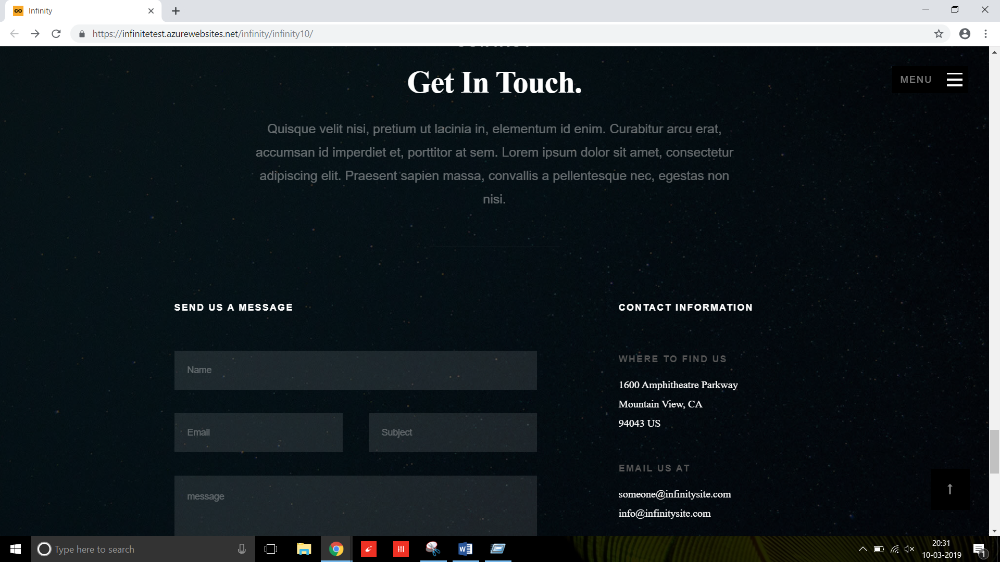 Infinity
https://infinitetest.azurewebsites.net/infinity/infinity10/
MENU
Get In Touch.
Quisque velit nisi, pretium ut lacinia in, elementum id enim. Curabitur arcu erat,
accumsan id imperdiet et, porttitor at sem. Lorem ipsum dolor sit amet, consectetur
adipiscing elit. Praesent sapien massa, convallis a pellentesque nec, egestas non
nisi.
SEND US A MESSAGE
Name
Email
Subject
message
CONTACT INFORMATION
WHERE TO FIND US
1600 Amphitheatre Parkway
Mountain View, CA
94043 US
EMAIL US AT
someone@infinitysite.com
info@infinitysite.com
Type here to search
20:31
10-03-2019
1